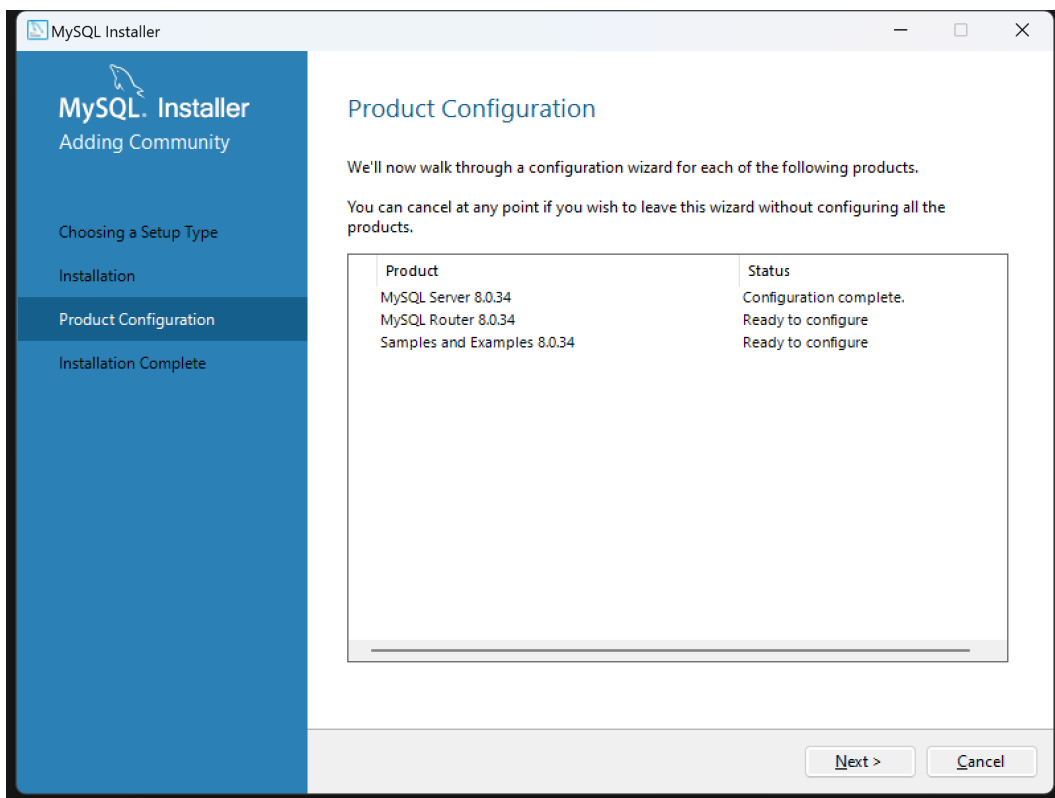 MySQL Installer
MySQL. Installer
Adding Community
Choosing a Setup Type
Installation
Product Configuration
Installation Complete
Product Configuration
We'll now walk through a configuration wizard for each of the following products.
You can cancel at any point if you wish to leave this wizard without configuring all the
products.
Product Status
MySQL Server 8.0.34 Configuration complete.
MySQL Router 8.0.34 Ready to configure
Samples and Examples 8.0.34 Ready to configure
Next > Cancel